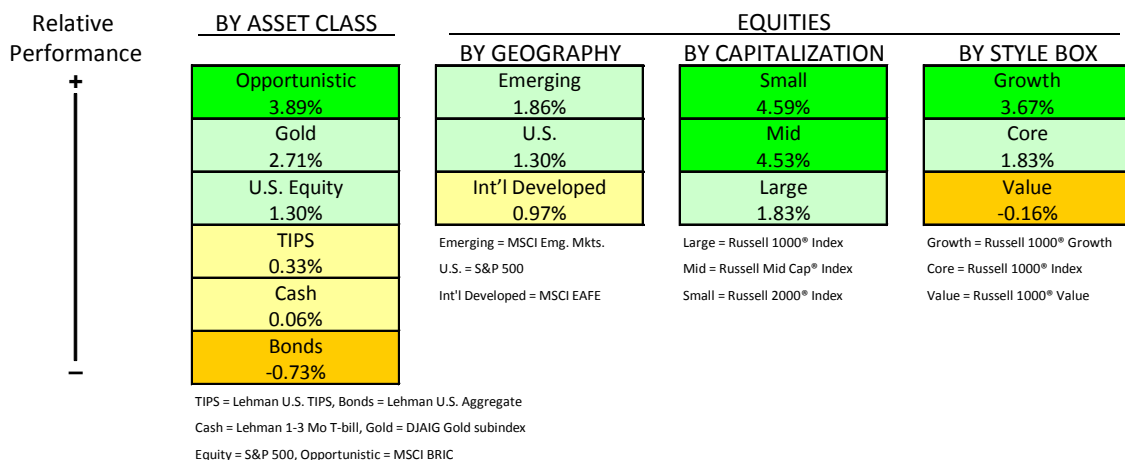 Relative
Performance
+
–
BY ASSET CLASS
Opportunistic
3.89%
Gold
2.71%
U.S. Equity
1.30%
TIPS
0.33%
Cash
0.06%
Bonds
-0.73%
TIPS = Lehman U.S. TIPS, Bonds = Lehman U.S. Aggregate
Cash = Lehman 1-3 Mo T-bill, Gold = DJAIG Gold subindex
Equity = S&P 500, Opportunistic = MSCI BRIC
EQUITIES
BY GEOGRAPHY
Emerging
1.86%
U.S.
1.30%
Int’l Developed
0.97%
Emerging = MSCI Emg. Mkts.
U.S. = S&P 500
Int'l Developed = MSCI EAFE
BY CAPITALIZATION
Small
4.59%
Mid
4.53%
Large
1.83%
Large = Russell 1000® Index
Mid = Russell Mid Cap® Index
Small = Russell 2000® Index
BY STYLE BOX
Growth
3.67%
Core
1.83%
Value
-0.16%
Growth = Russell 1000® Growth
Core = Russell 1000® Index
Value = Russell 1000® Value